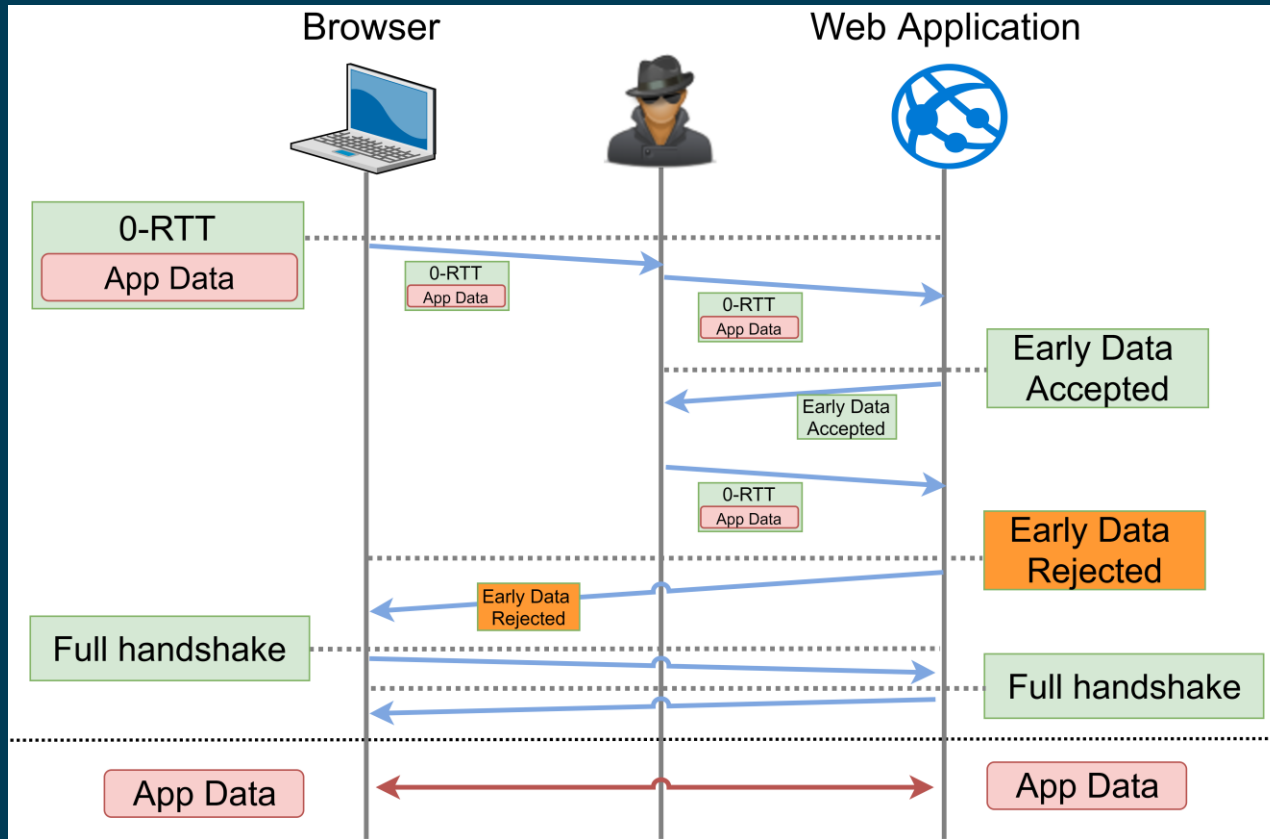 Browser
Web Application
0-RTT
App Data
0-RTT
App Data
0-RTT
App Data
Early Data
Accepted
Early Data
Accepted
0-RTT
App Data
Early Data
Rejected
Early Data
Rejected
Full handshake
Full handshake
App Data
App Data